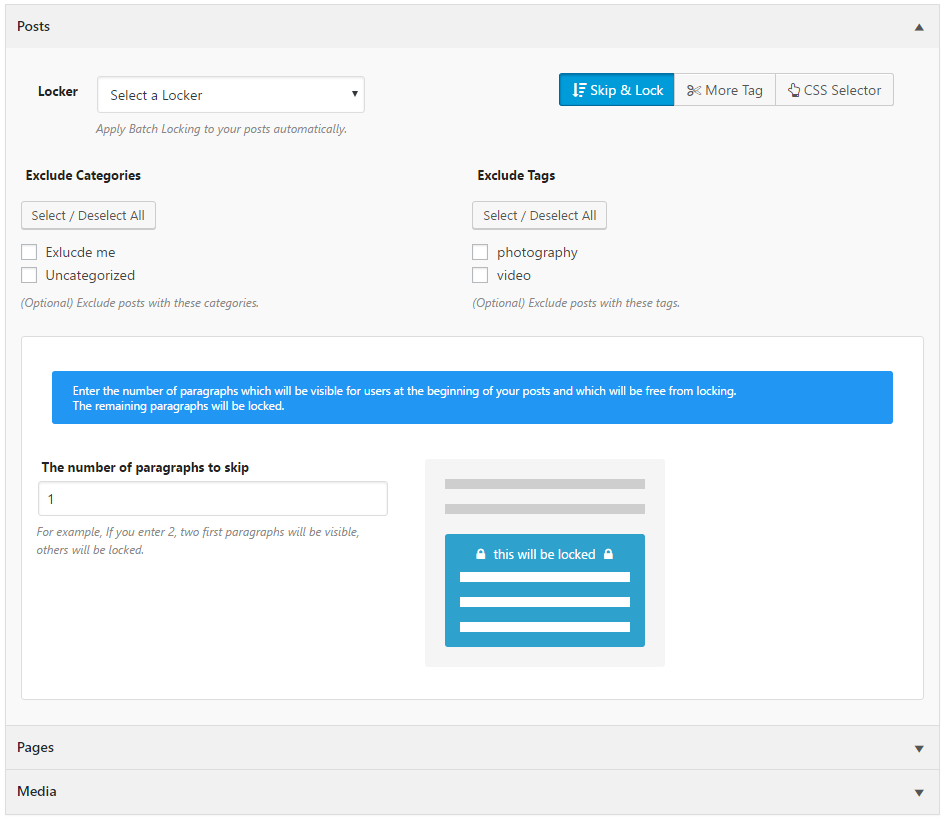 Posts
Locker
Select a Locker
Skip & Lock
More Tag
CSS Selector
Apply Batch Locking to your posts automatically.
Exclude Categories
Select / Deselect All
Exlucde me
Uncategorized
(Optional) Exclude posts with these categories.
Exclude Tags
Select / Deselect All
photography
video
(Optional) Exclude posts with these tags.
Enter the number of paragraphs which will be visible for users at the beginning of your posts and which will be free from locking.
The remaining paragraphs will be locked.
The number of paragraphs to skip
1
For example, If you enter 2, two first paragraphs will be visible,
others will be locked.
this will be locked
Pages
Media